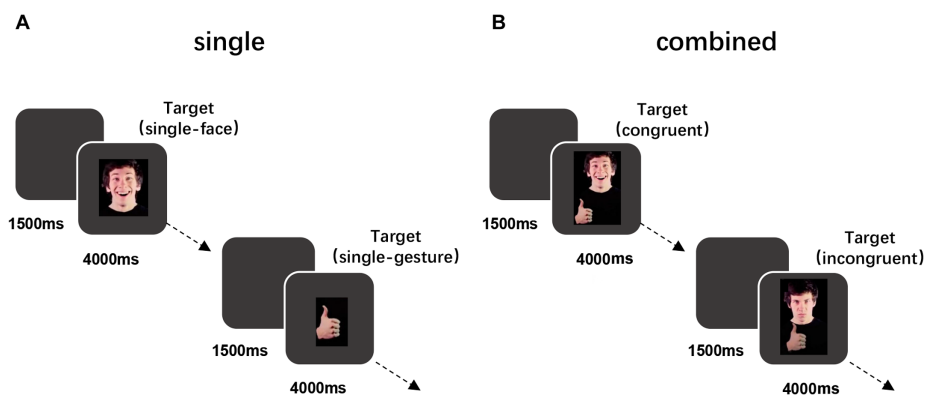 A
single
Target
(single-face)
1500ms
4000ms
Target
(single-gesture)
1500ms
4000ms
B
combined
Target
(congruent)
1500ms
4000ms
Target
(incongruent)
1500ms
4000ms